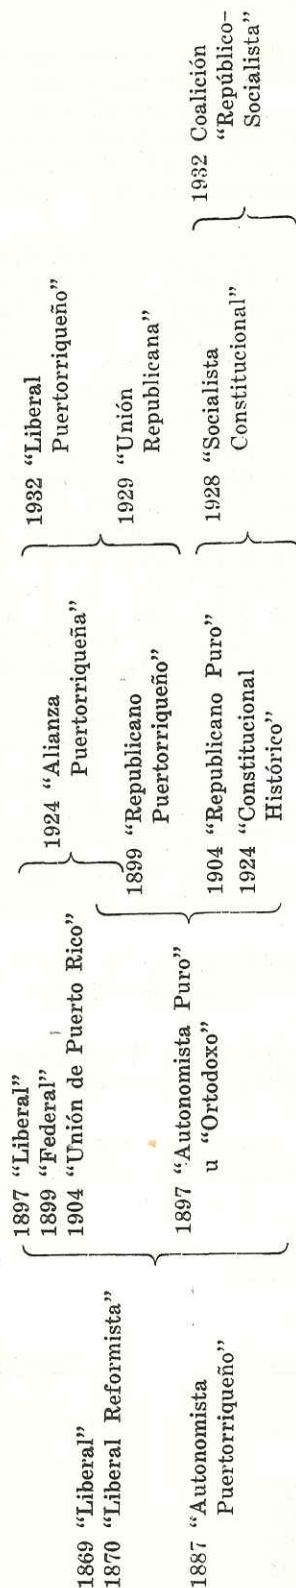 1869 “Liberal”
1870 “Liberal Reformista”
1887 “Autonomista
Puertorriqueño”
1897 “Liberal”
1899 “Federal”
1904 “Unión de Puerto Rico”
1897 “Autonomista Puro”
u “Ortodoxo”
1924 “Alianza
Puertorriqueña”
1899 “Republicano
Puertorriqueño”
1904 “Republicano Puro”
1924 “Constitucional
Histórico”
1932 “Liberal
Puertorriqueño”
1929 “Unión
Republicana”
1928 “Socialista
Constitucional”
1932 Coalición
“Repúblico-
Socialista”